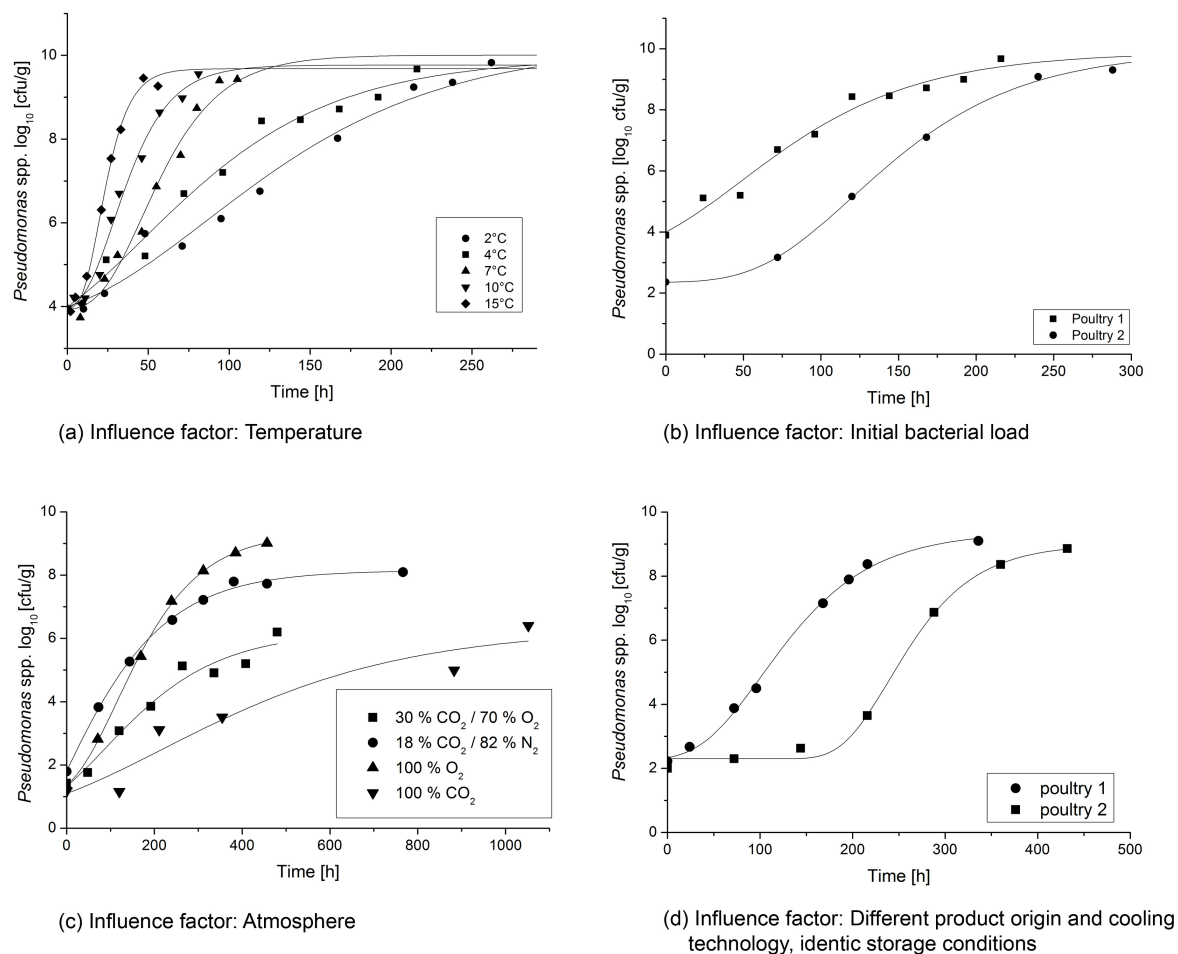 10
8
6
4
Pseudomonas spp. log10 [cfu/g]
0 50 100 150 200 250
Time [h]
2°C
4°C
7°C
10°C
15°C
(a) Influence factor: Temperature
10
8
6
4
2
0
Pseudomonas spp. [log10 cfu/g]
0 50 100 150 200 250 300
Time [h]
Poultry 1
Poultry 2
(b) Influence factor: Initial bacterial load
10
8
6
4
2
0
Pseudomonas spp. log10 [cfu/g]
0 200 400 600 800 1000
Time [h]
30 % CO2 / 70 % O2
18 % CO2 / 82 % N2
100 % O2
100 % CO2
(c) Influence factor: Atmosphere
10
8
6
4
2
0
Pseudomonas spp. log10 [cfu/g]
0 100 200 300 400 500
Time [h]
poultry 1
poultry 2
(d) Influence factor: Different product origin and cooling
technology, identic storage conditions